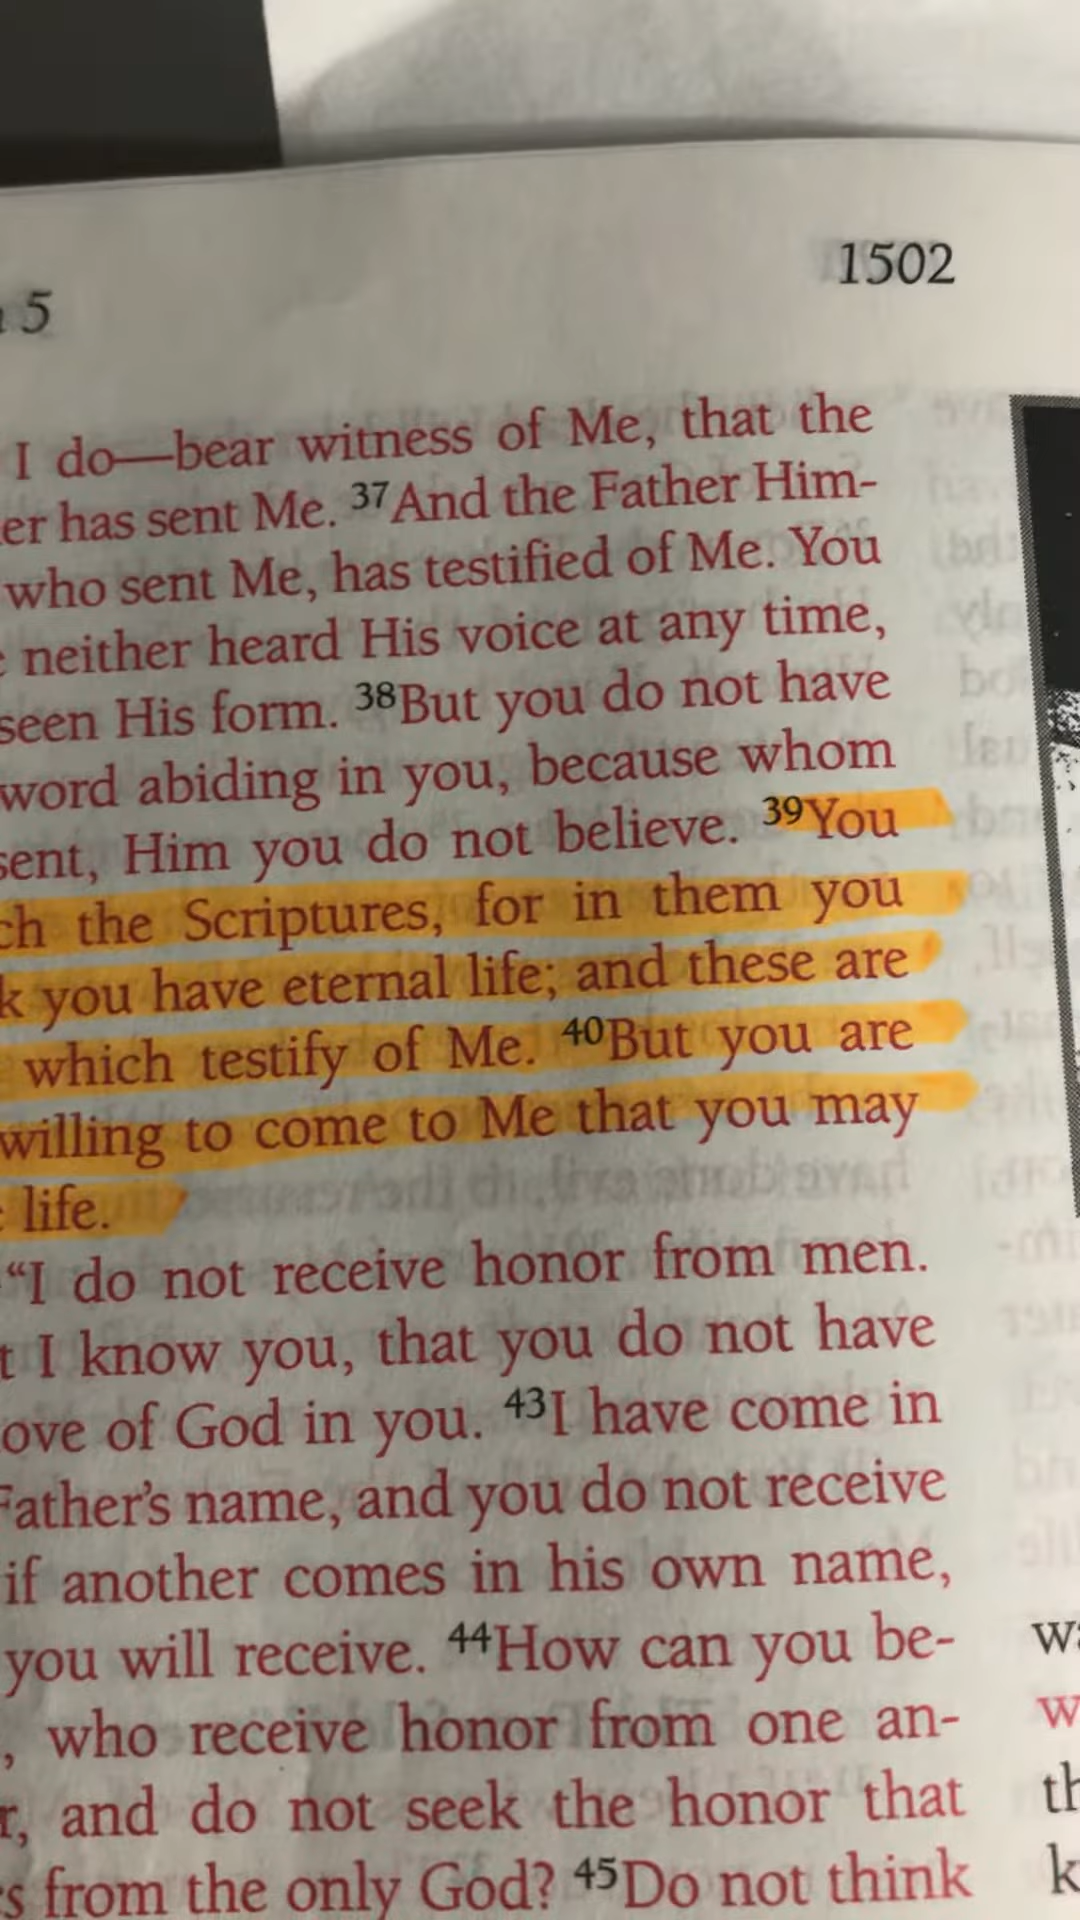 5
1502
I do—bear witness of Me, that the
er has sent Me. 37And the Father Him-
who sent Me, has testified of Me. You
neither heard His voice at any time,
seen His form. 38But you do not have
word abiding in you, because whom
sent, Him you do not believe. 39You
ch the Scriptures, for in them you
k you have eternal life; and these are
which testify of Me. 40But you are
willing to come to Me that you may
life.
“I do not receive honor from men.
t I know you, that you do not have
ove of God in you. 43I have come in
Father's name, and you do not receive
if another comes in his own name,
you will receive. 44How can you be-
, who receive honor from one an-
r, and do not seek the honor that
s from the only God? 45Do not think
w
th
k